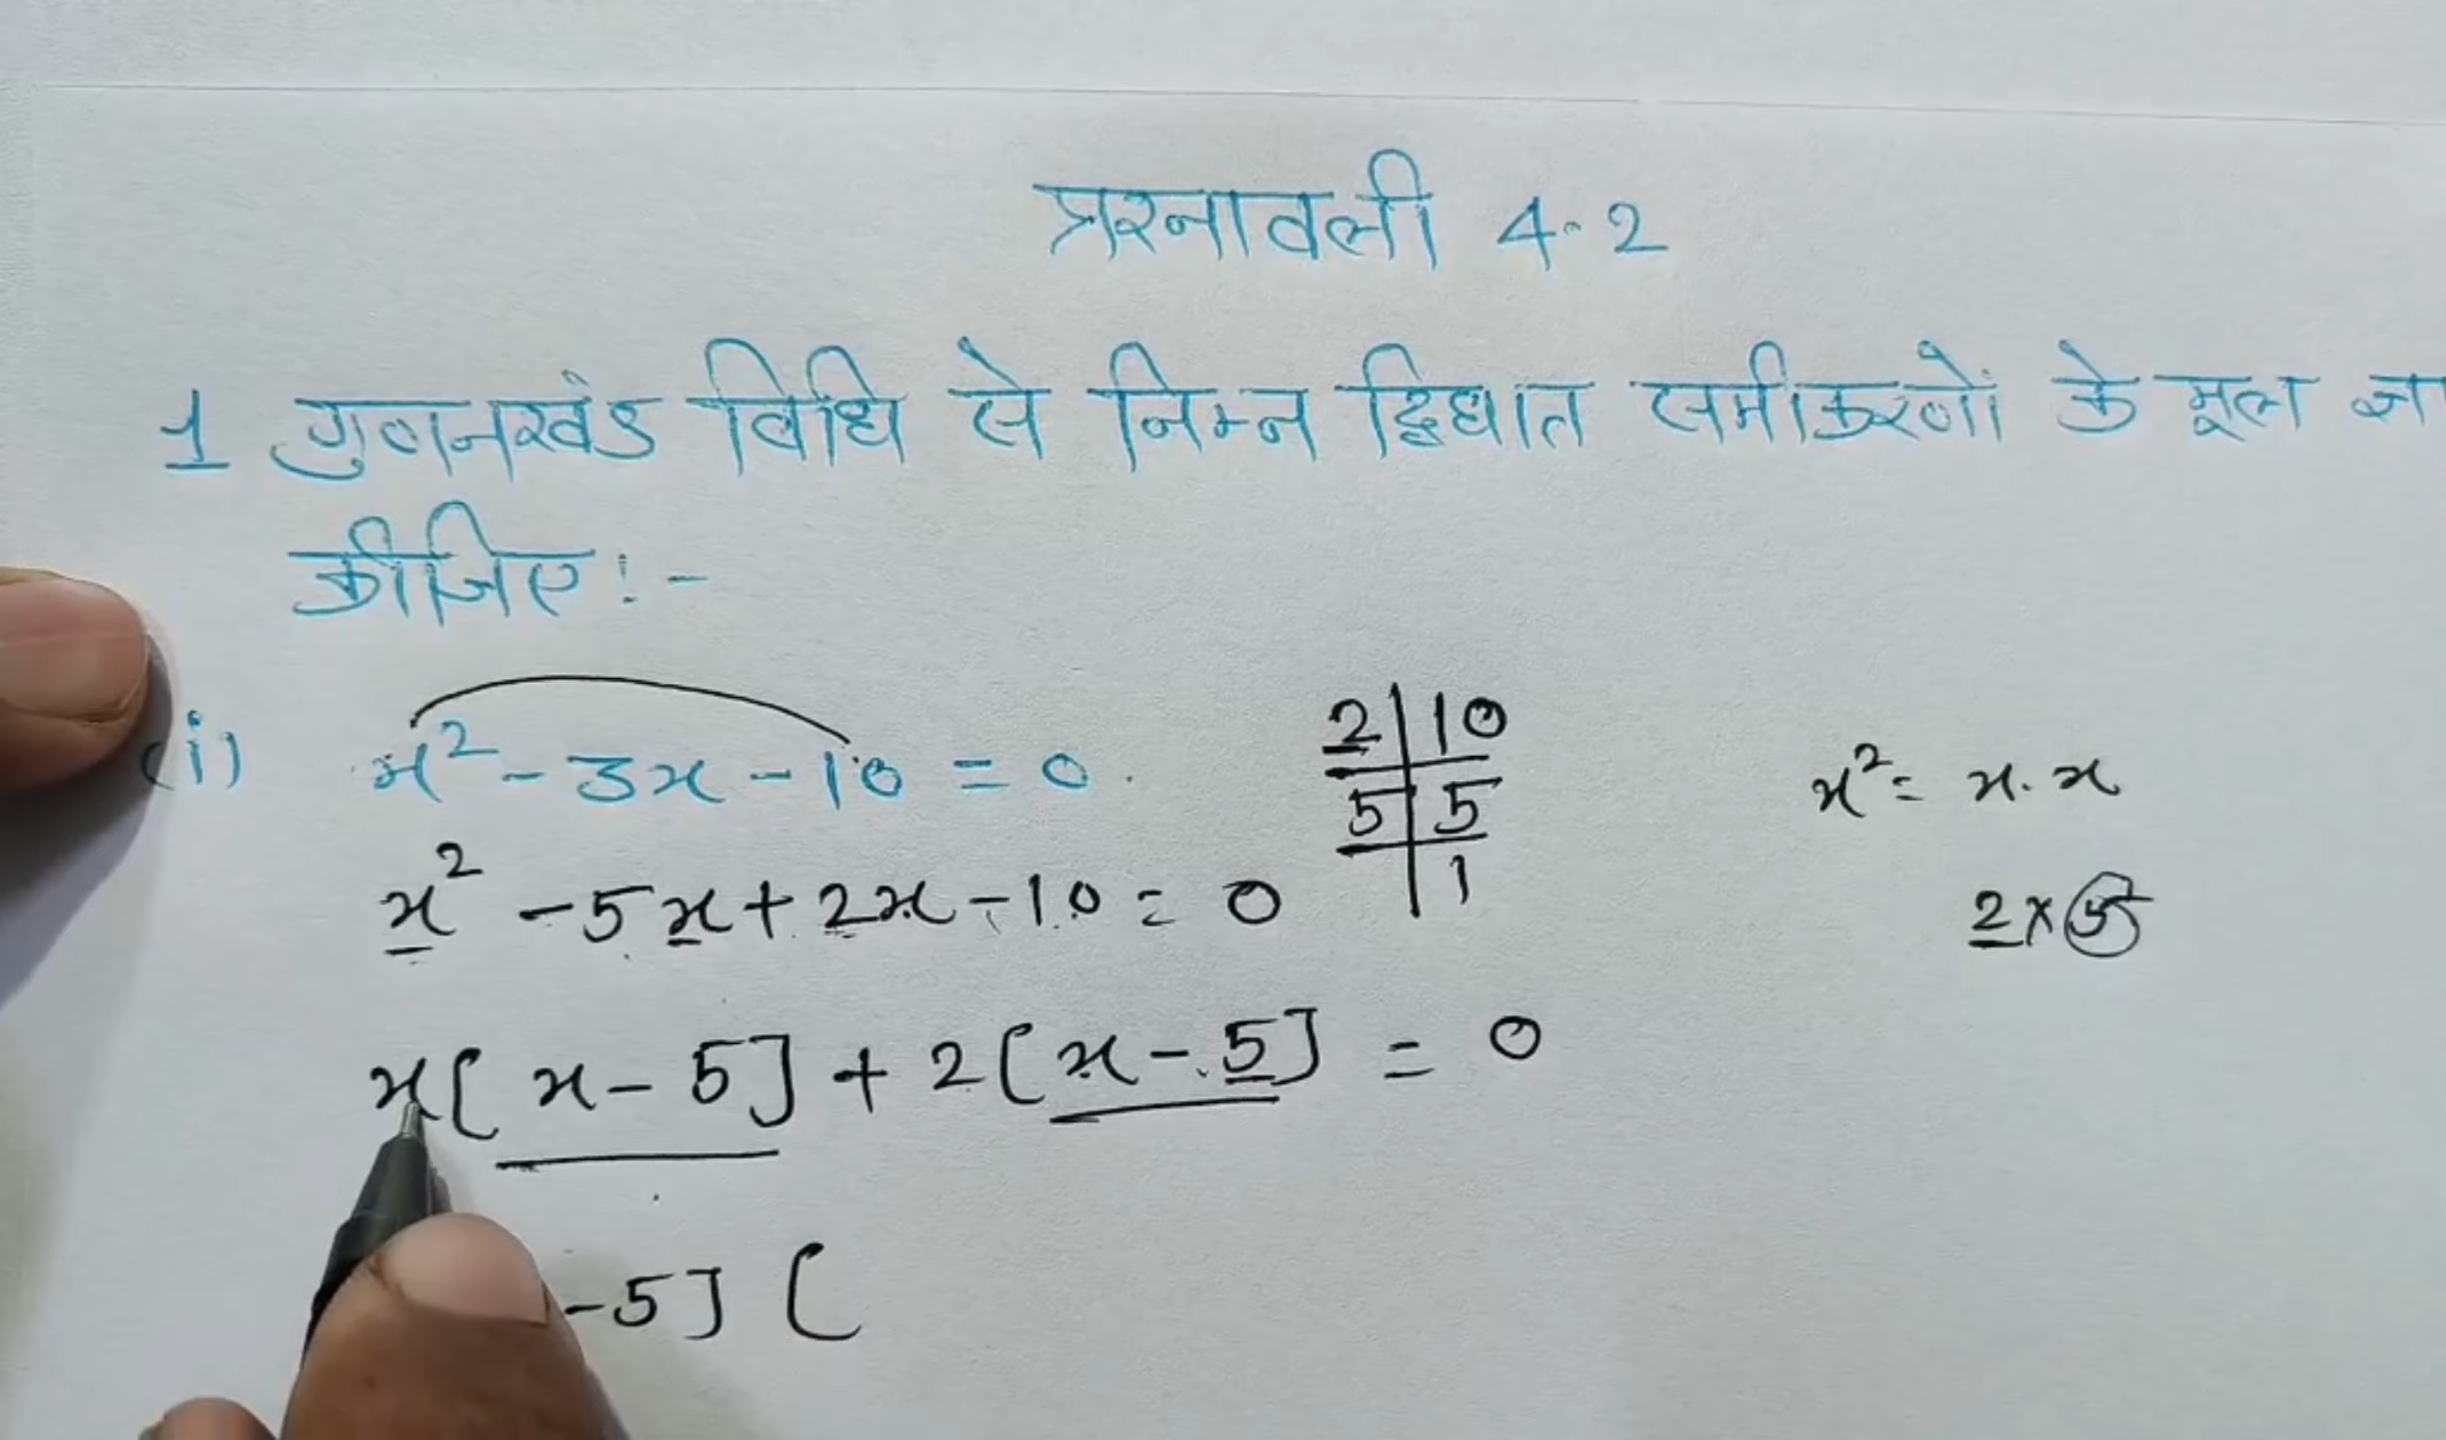 प्रश्नावली 4.2
1 गुणनखंड विधि से निम्न द्विघात समीकरणों के मूल
कीजिए:-
(i) x² - 3x - 10 = 0
x² - 5x + 2x - 10 = 0
x[x - 5] + 2[x - 5] = 0
-5] [
2|10
5|5
|1
x² = x.x
2×5